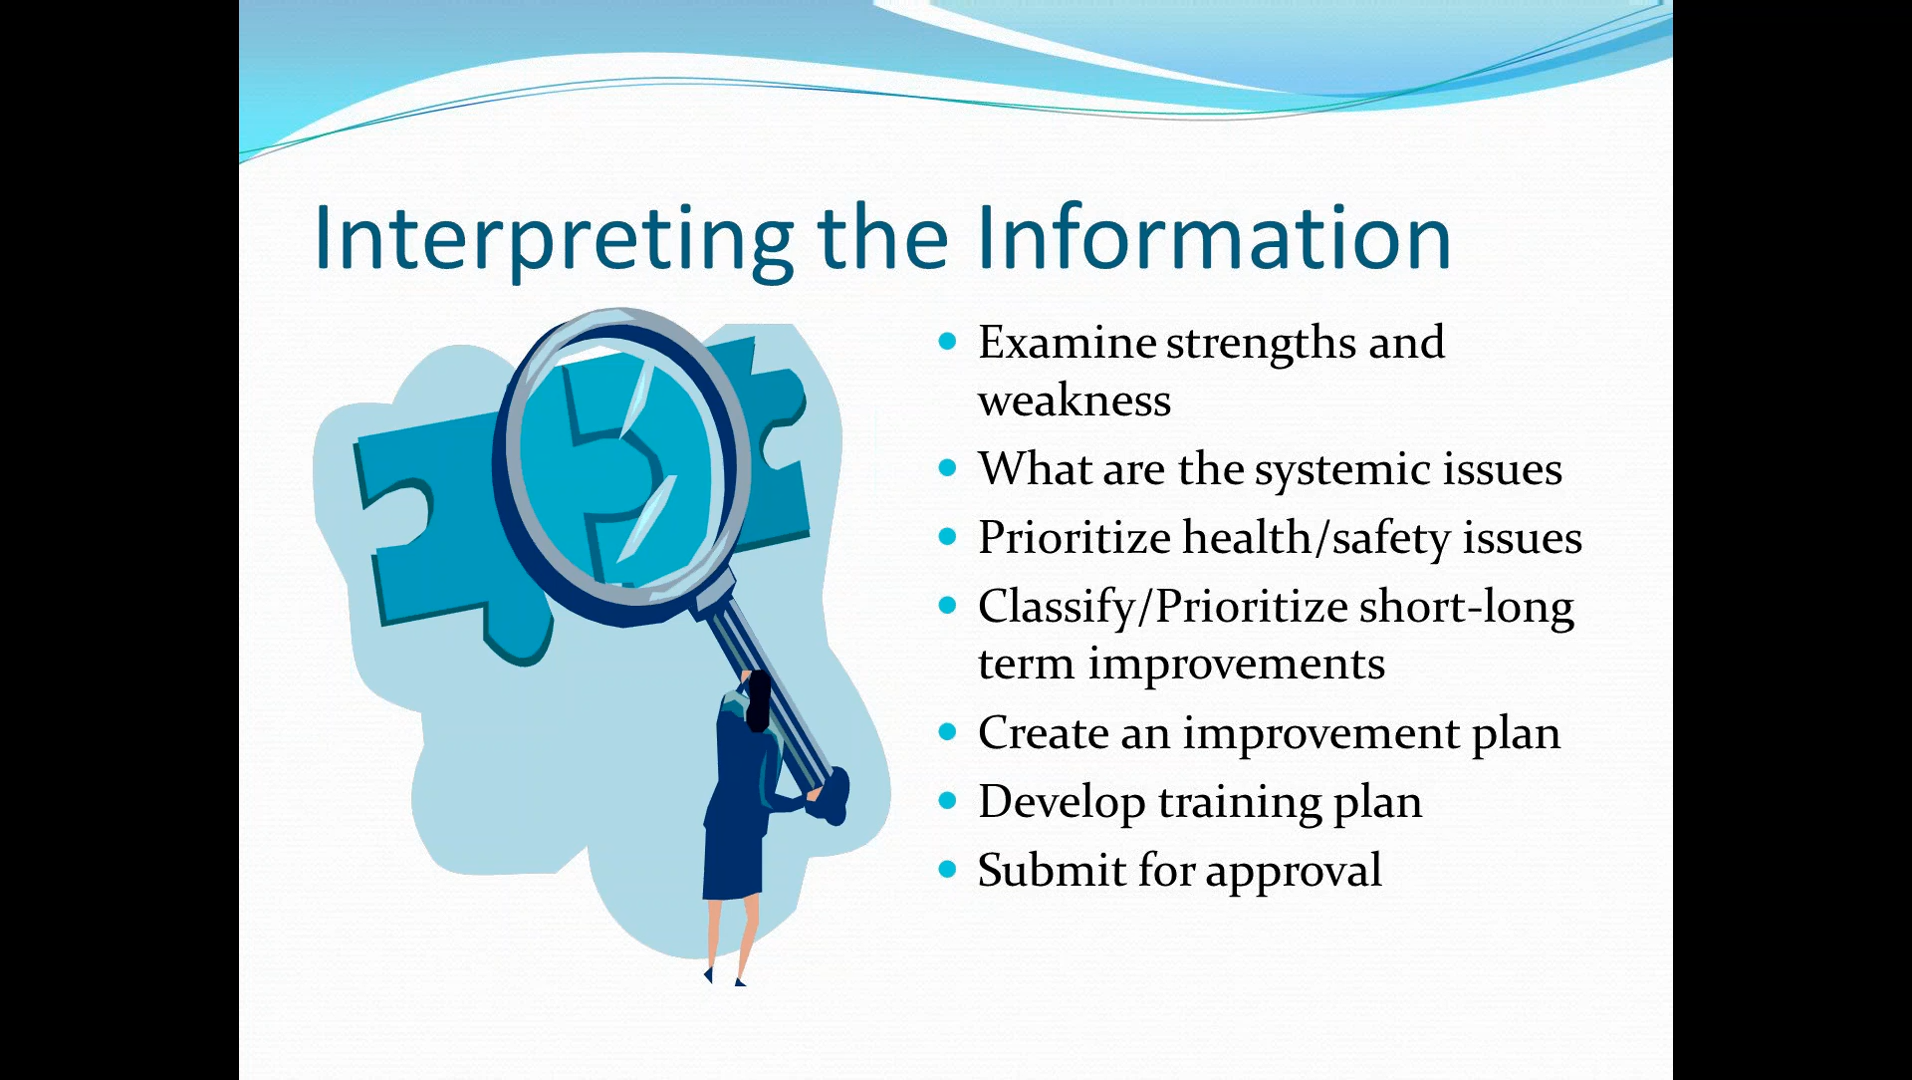 Interpreting the Information
Examine strengths and
weakness
What are the systemic issues
Prioritize health/safety issues
Classify/Prioritize short-long
term improvements
Create an improvement plan
Develop training plan
Submit for approval